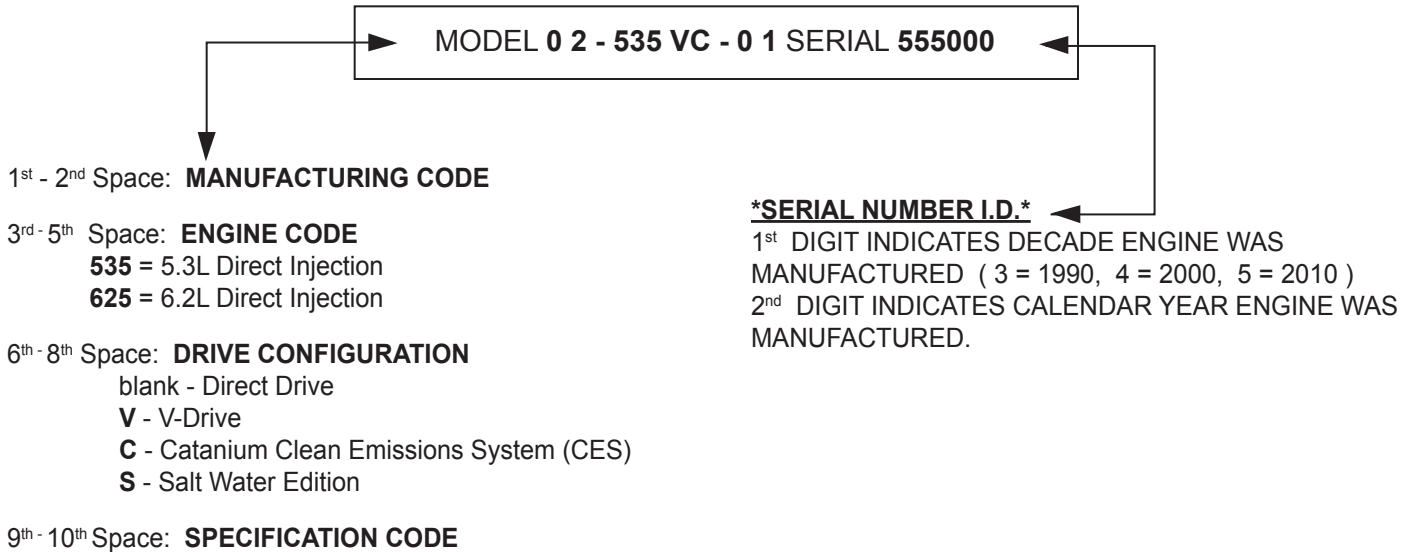 MODEL 0 2 - 535 VC - 0 1 SERIAL 555000
1st - 2nd Space: MANUFACTURING CODE
3rd - 5th Space: ENGINE CODE
535 = 5.3L Direct Injection
625 = 6.2L Direct Injection
6th - 8th Space: DRIVE CONFIGURATION
blank - Direct Drive
V - V-Drive
C - Catanium Clean Emissions System (CES)
S - Salt Water Edition
9th - 10th Space: SPECIFICATION CODE
*SERIAL NUMBER I.D.*
1st DIGIT INDICATES DECADE ENGINE WAS
MANUFACTURED ( 3 = 1990, 4 = 2000, 5 = 2010 )
2nd DIGIT INDICATES CALENDAR YEAR ENGINE WAS
MANUFACTURED.